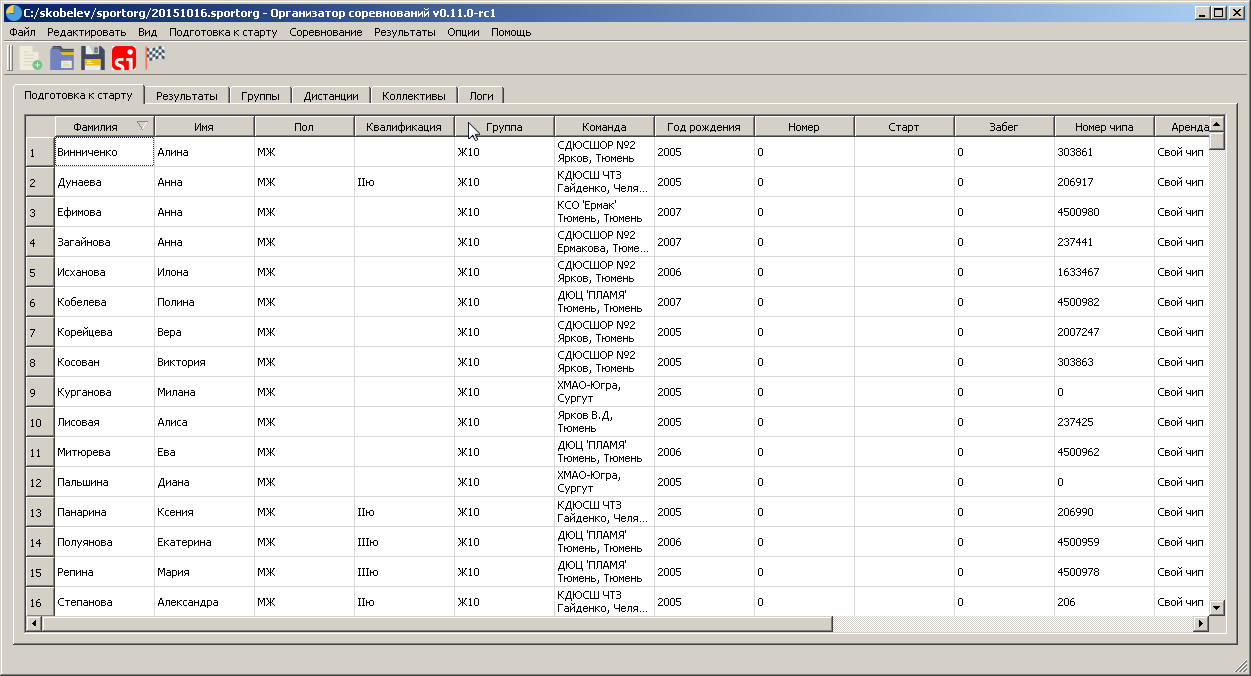 C:/skobelev/sportorg/20151016.sportorg - Организатор соревнований v0.11.0-rc1
Файл Редактировать Вид Подготовка к старту Соревнование Результаты Опции Помощь
si
Подготовка к старту Результаты Группы Дистанции Коллективы Логи
Фамилия Имя Пол Квалификация Группа Команда Год рождения Номер Старт Забег Номер чипа Аренда
1 Винниченко Алина МЖ Ж10 СДЮСШОР №2 Ярков, Тюмень 2005 0 0 303861 Свой чип
2 Дунаева Анна МЖ IIю Ж10 КДЮСШ ЧТЗ Гайденко, Челя... 2005 0 0 206917 Свой чип
3 Ефимова Анна МЖ Ж10 КСО 'Ермак' Тюмень, Тюмень 2007 0 0 4500980 Свой чип
4 Загайнова Анна МЖ Ж10 СДЮСШОР №2 Ермакова, Тюме... 2007 0 0 237441 Свой чип
5 Исханова Илона МЖ Ж10 СДЮСШОР №2 Ярков, Тюмень 2006 0 0 1633467 Свой чип
6 Кобелева Полина МЖ Ж10 ДЮЦ 'ПЛАМЯ' Тюмень, Тюмень 2007 0 0 4500982 Свой чип
7 Корейцева Вера МЖ Ж10 СДЮСШОР №2 Ярков, Тюмень 2005 0 0 2007247 Свой чип
8 Косован Виктория МЖ Ж10 СДЮСШОР №2 Ярков, Тюмень 2005 0 0 303863 Свой чип
9 Курганова Милана МЖ Ж10 ХМАО-Югра, Сургут 2005 0 0 0 Свой чип
10 Лисовая Алиса МЖ Ж10 Ярков В.Д, Тюмень 2005 0 0 237425 Свой чип
11 Митюрева Ева МЖ Ж10 ДЮЦ 'ПЛАМЯ' Тюмень, Тюмень 2006 0 0 4500962 Свой чип
12 Пальшина Диана МЖ Ж10 ХМАО-Югра, Сургут 2005 0 0 0 Свой чип
13 Панарина Ксения МЖ IIю Ж10 КДЮСШ ЧТЗ Гайденко, Челя... 2005 0 0 206990 Свой чип
14 Полуянова Екатерина МЖ IIIю Ж10 ДЮЦ 'ПЛАМЯ' Тюмень, Тюмень 2006 0 0 4500959 Свой чип
15 Репина Мария МЖ IIIю Ж10 ДЮЦ 'ПЛАМЯ' Тюмень, Тюмень 2005 0 0 4500978 Свой чип
16 Степанова Александра МЖ IIю Ж10 КДЮСШ ЧТЗ Гайденко, Челя... 2005 0 0 206 Свой чип